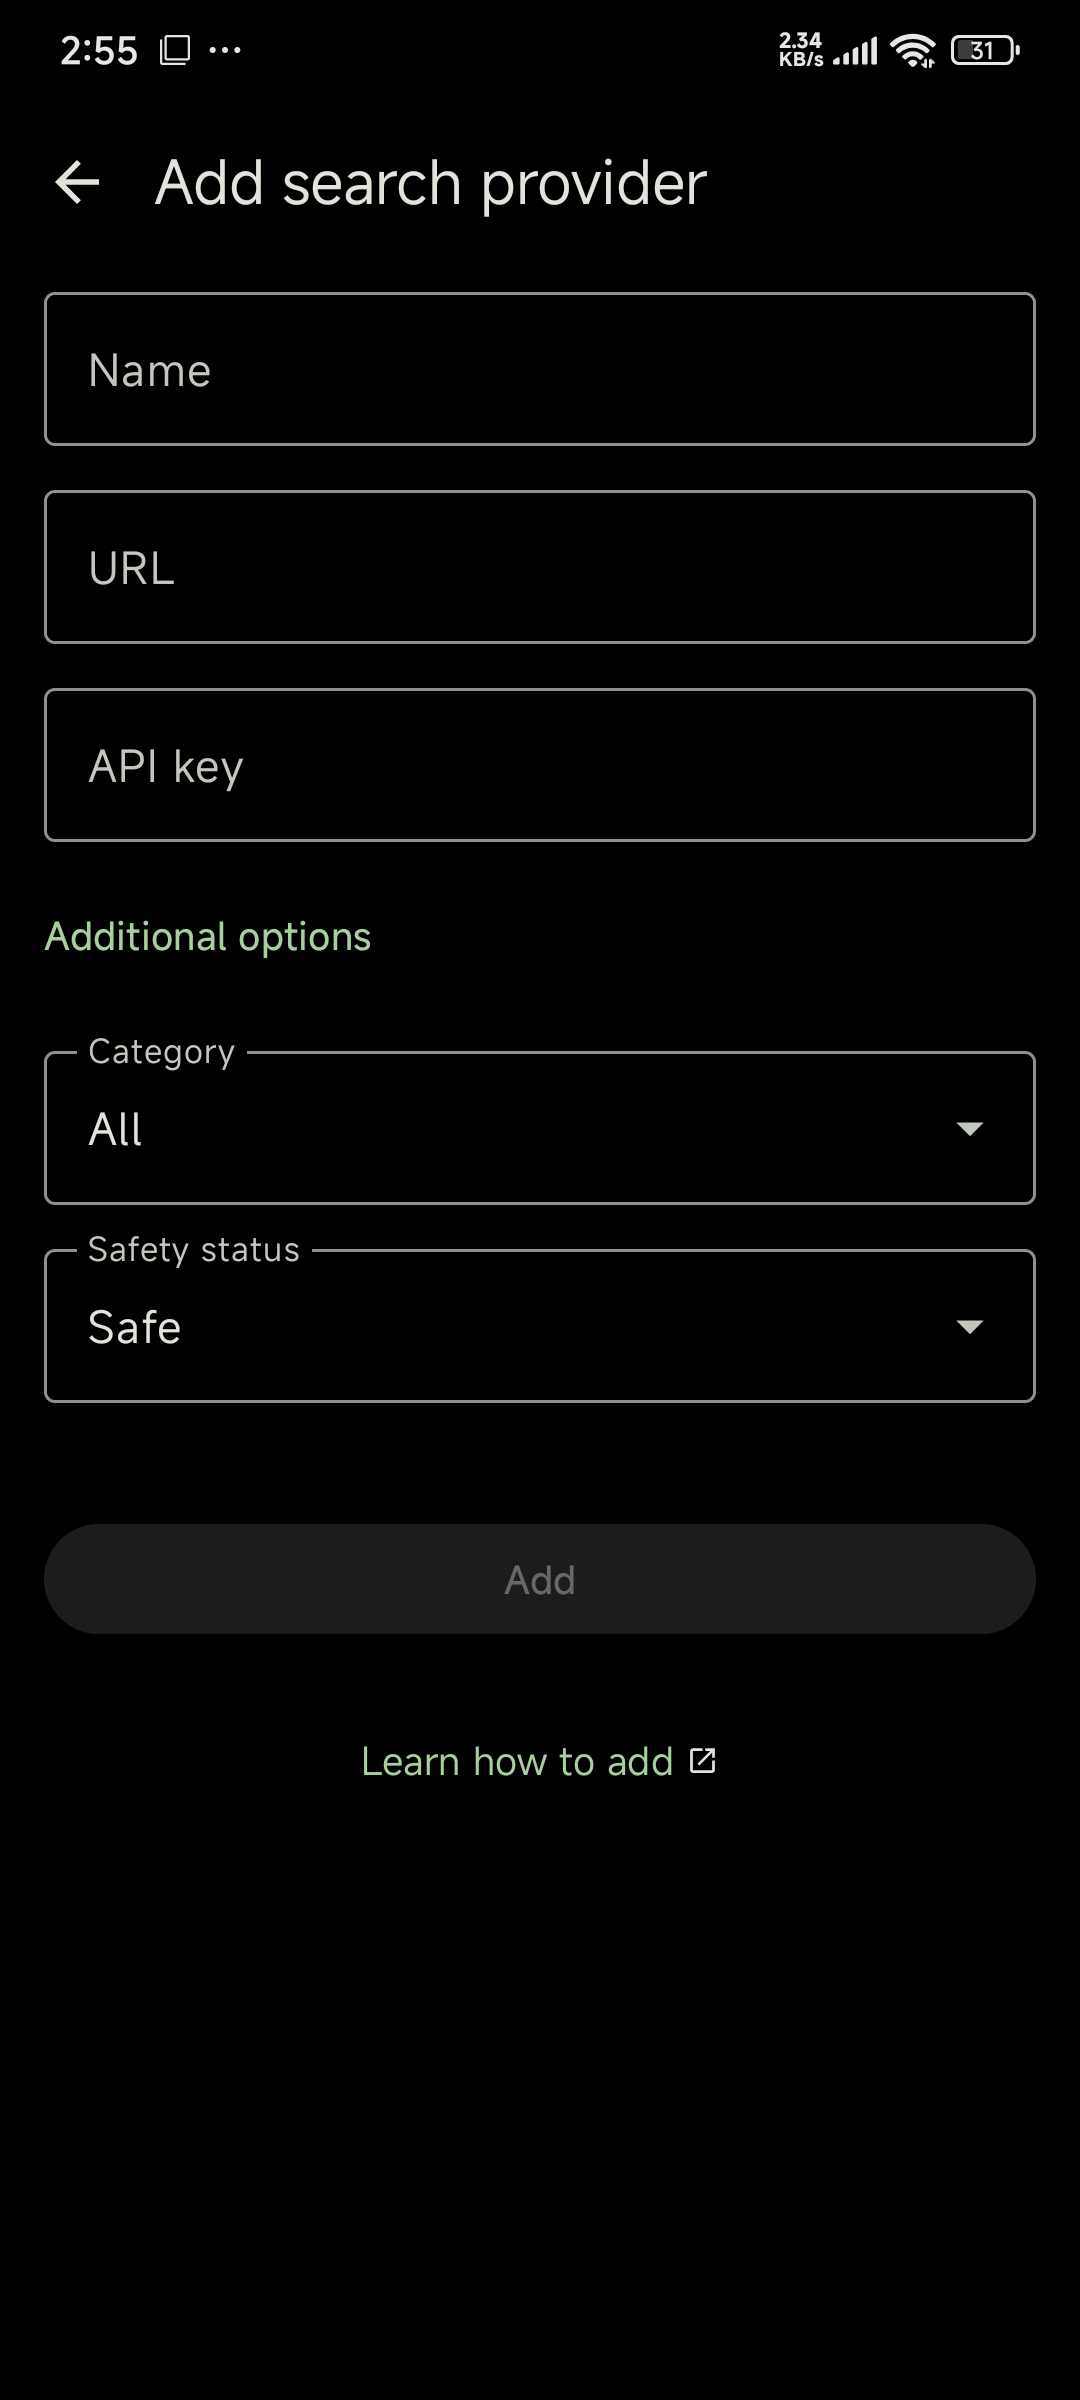 2:55
2.34
KB/s
31
Add search provider
Name
URL
API key
Additional options
Category
All
Safety status
Safe
Add
Learn how to add